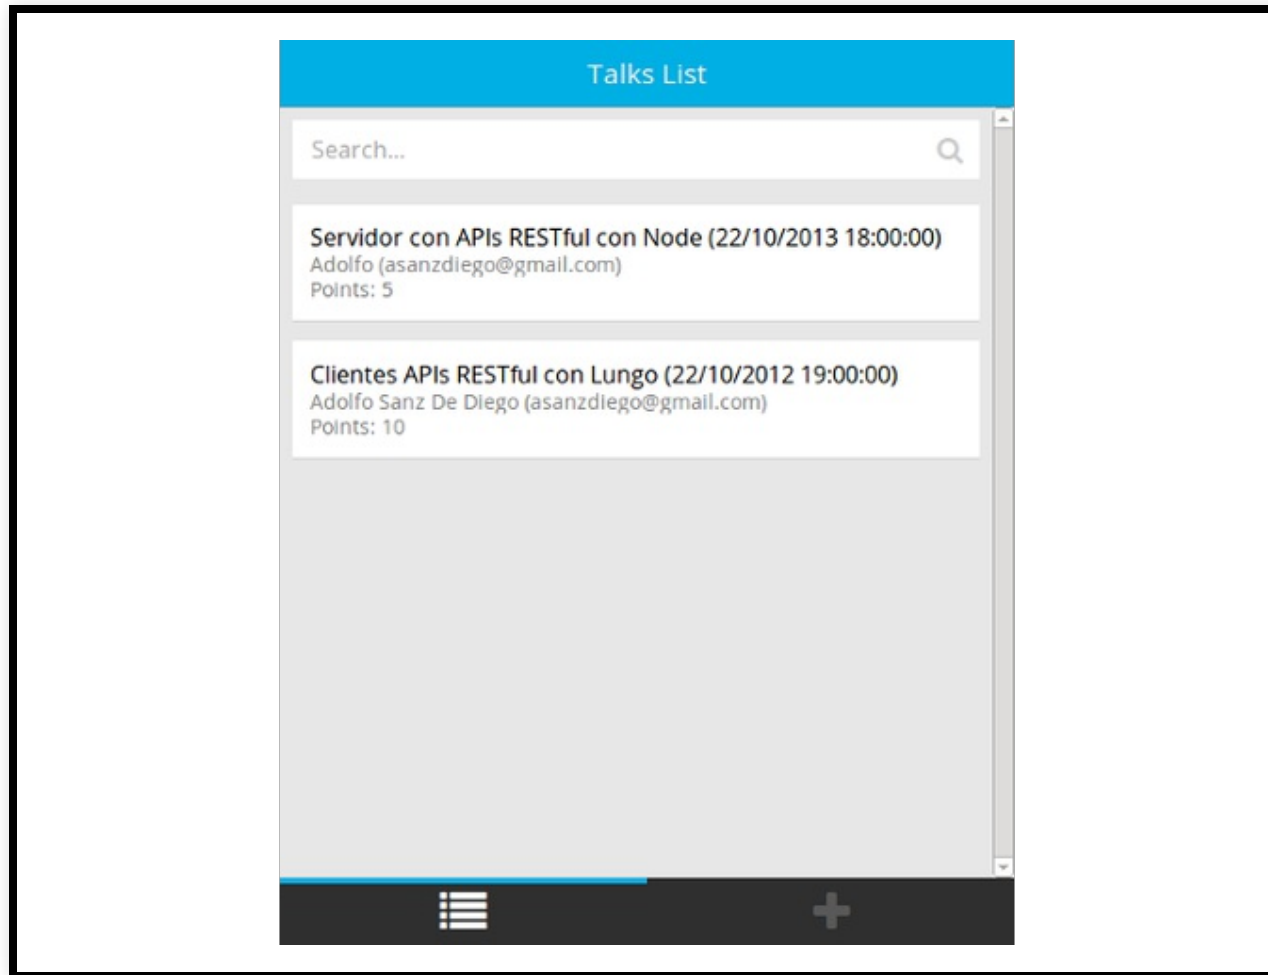 Talks List
Search...
Servidor con APIs RESTful con Node (22/10/2013 18:00:00)
Adolfo (asanzdiego@gmail.com)
Points: 5
Clientes APIs RESTful con Lungo (22/10/2012 19:00:00)
Adolfo Sanz De Diego (asanzdiego@gmail.com)
Points: 10